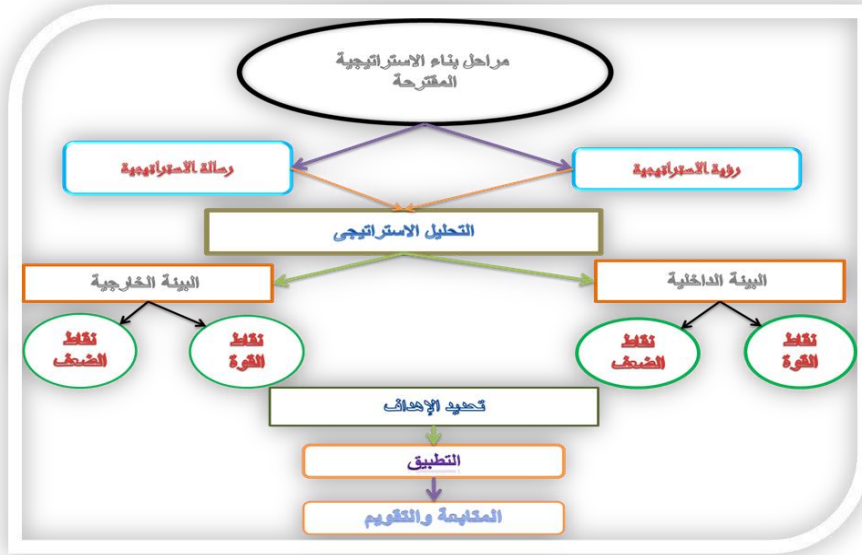 مراحل بناء الاستراتيجية
المقترحة
رؤية الاستراتيجية
رسالة الاستراتيجية
التحليل الاستراتيجى
البيئة الداخلية
البيئة الخارجية
نقاط
القوة
نقاط
الضعف
نقاط
القوة
نقاط
الضعف
تحديد الإهداف
التطبيق
المتابعة والتقويم